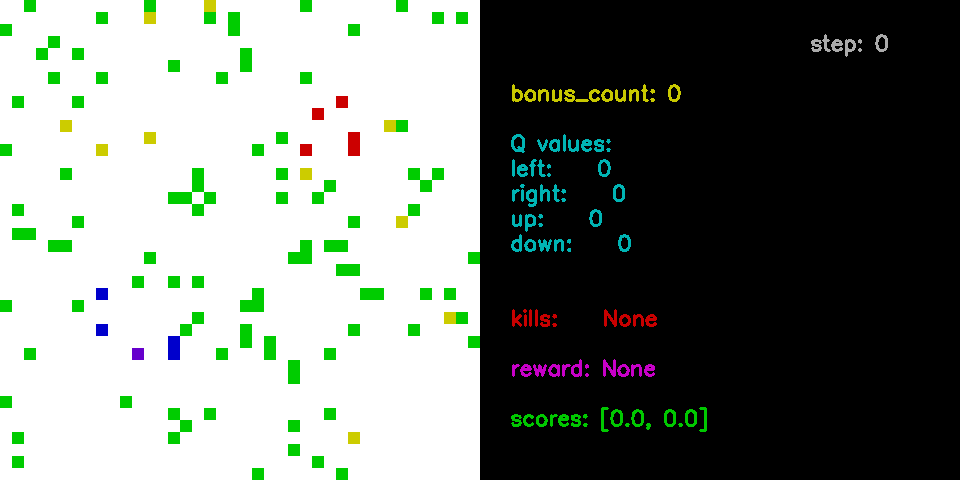 step: 0
bonus_count: 0
Q values:
left: 0
right: 0
up: 0
down: 0
kills: None
reward: None
scores: [0.0, 0.0]